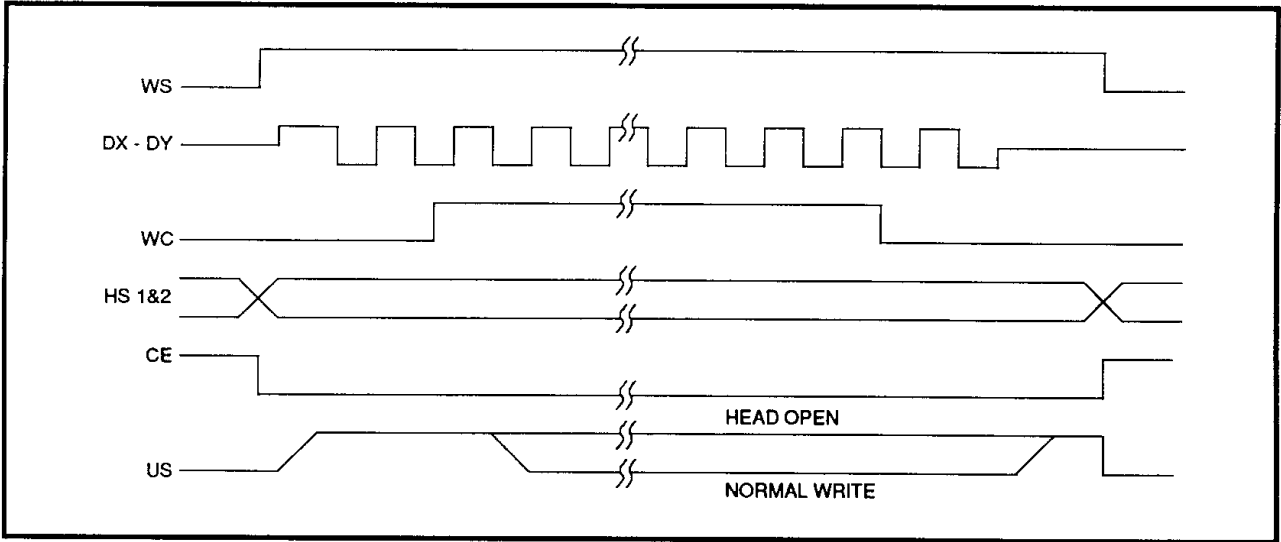 WS
DX - DY
WC
HS 1&2
CE
HEAD OPEN
US
NORMAL WRITE